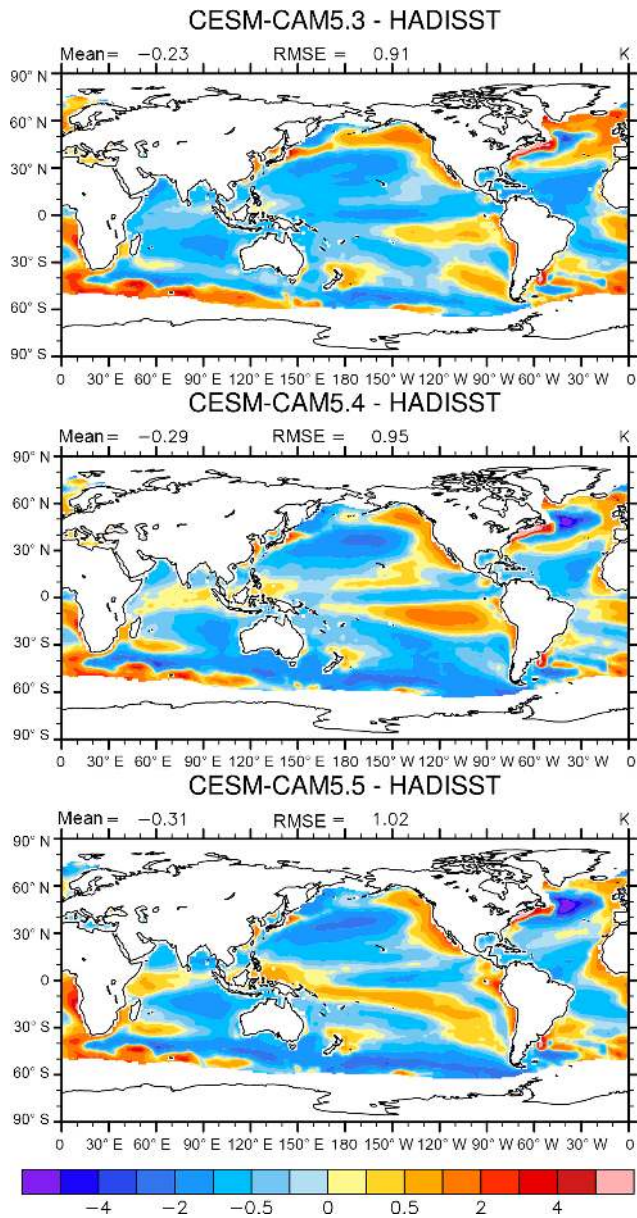 CESM-CAM5.3 - HADISST
Mean = −0.23 RMSE = 0.91 K
90° N
60° N
30° N
0
30° S
60° S
90° S
0 30° E 60° E 90° E 120° E 150° E 180 150° W 120° W 90° W 60° W 30° W 0
CESM-CAM5.4 - HADISST
Mean = −0.29 RMSE = 0.95 K
90° N
60° N
30° N
0
30° S
60° S
90° S
0 30° E 60° E 90° E 120° E 150° E 180 150° W 120° W 90° W 60° W 30° W 0
CESM-CAM5.5 - HADISST
Mean = −0.31 RMSE = 1.02 K
90° N
60° N
30° N
0
30° S
60° S
90° S
0 30° E 60° E 90° E 120° E 150° E 180 150° W 120° W 90° W 60° W 30° W 0
−4 −2 −0.5 0 0.5 2 4